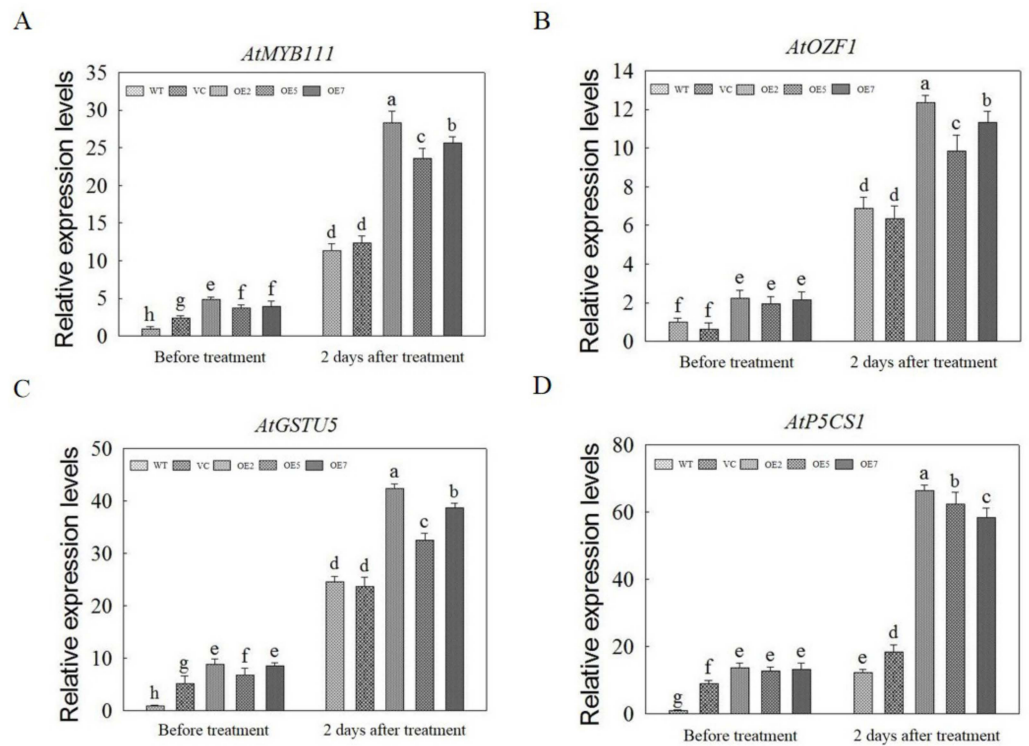 A
AtMYB111
Relative expression levels
35
30
25
20
15
10
5
0
WT VC OE2 OE5 OE7
h g e f f
d d a c b
Before treatment 2 days after treatment
B
AtOZF1
Relative expression levels
14
12
10
8
6
4
2
0
WT VC OE2 OE5 OE7
f f e e e
d d a c b
Before treatment 2 days after treatment
C
AtGSTU5
Relative expression levels
50
40
30
20
10
0
WT VC OE2 OE5 OE7
h g e f e
d d a c b
Before treatment 2 days after treatment
D
AtP5CS1
Relative expression levels
80
60
40
20
0
WT VC OE2 OE5 OE7
g f e e e
e d a b c
Before treatment 2 days after treatment